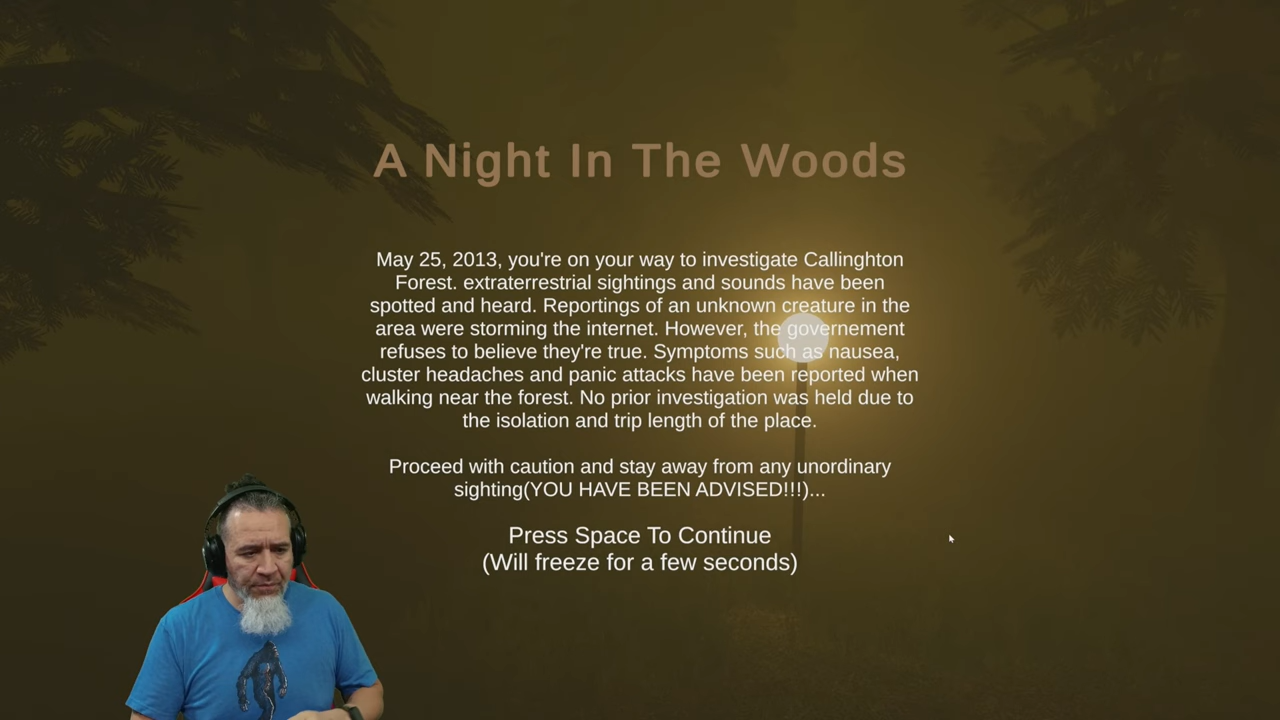 A Night In The Woods
May 25, 2013, you're on your way to investigate Callinghton
Forest. extraterrestrial sightings and sounds have been
spotted and heard. Reportings of an unknown creature in the
area were storming the internet. However, the governement
refuses to believe they're true. Symptoms such as nausea,
cluster headaches and panic attacks have been reported when
walking near the forest. No prior investigation was held due to
the isolation and trip length of the place.
Proceed with caution and stay away from any unordinary
sighting(YOU HAVE BEEN ADVISED!!!)...
Press Space To Continue
(Will freeze for a few seconds)